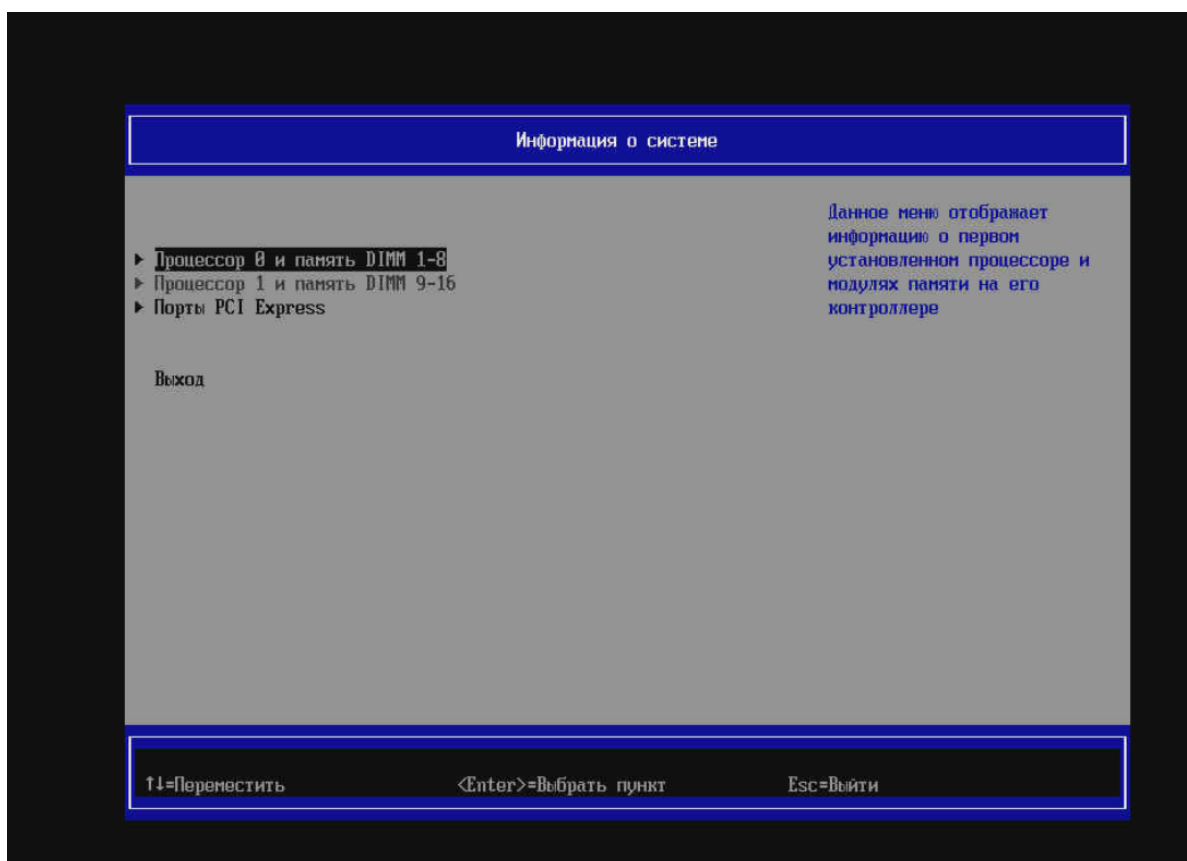 Информация о системе
Процессор 0 и память DIMM 1-8
Процессор 1 и память DIMM 9-16
Порты PCI Express
Выход
Данное меню отображает
информацию о первом
установленном процессоре и
модулях памяти на его
контроллере
↑↓=Переместить <Enter>=Выбрать пункт Esc=Выйти